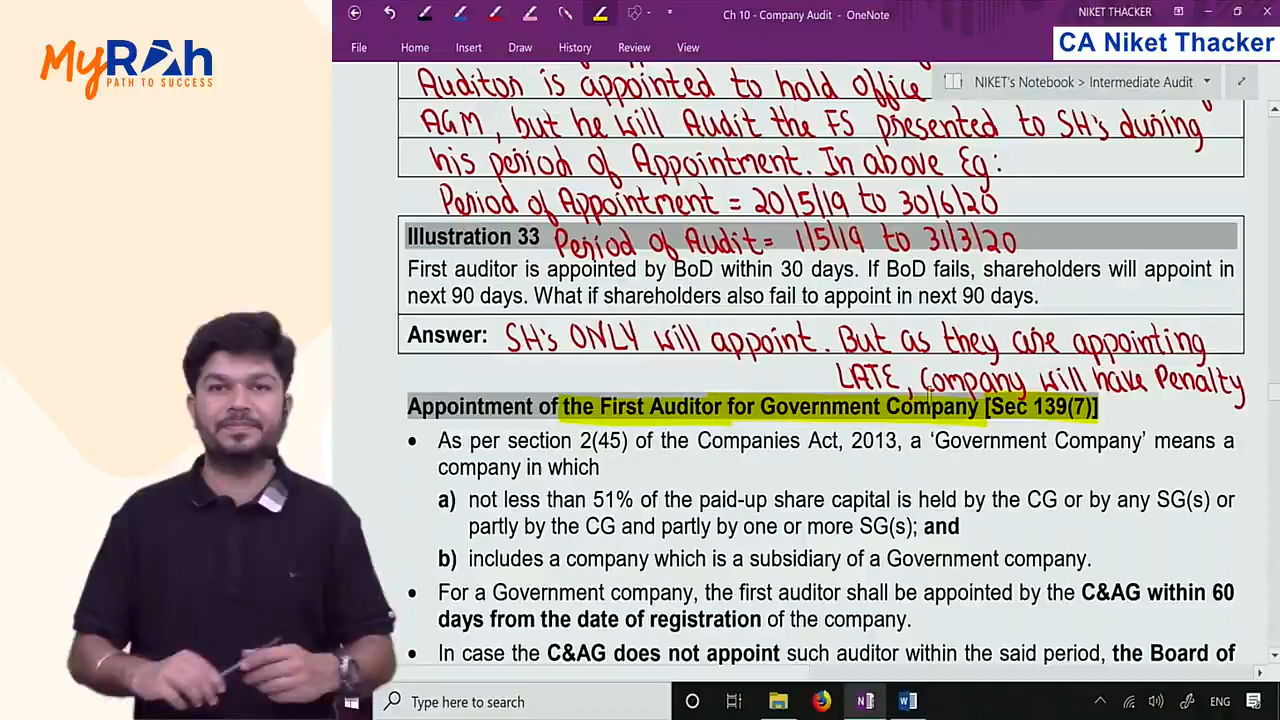 MyRah
PATH TO SUCCESS
Ch 10 - Company Audit - OneNote
NIKET THACKER
CA Niket Thacker
File Home Insert Draw History Review View
NIKET's Notebook > Intermediate Audit
Auditor is appointed to hold office
AGM, but he will Audit the FS presented to SH's during
his period of Appointment. In above Eg:
Period of Appointment = 20/5/19 to 30/6/20
Illustration 33 Period of Audit = 1/5/19 to 31/3/20
First auditor is appointed by BoD within 30 days. If BoD fails, shareholders will appoint in
next 90 days. What if shareholders also fail to appoint in next 90 days.
Answer: SH's ONLY will appoint. But as they are appointing
LATE, Company will have Penalty
Appointment of the First Auditor for Government Company [Sec 139(7)]
• As per section 2(45) of the Companies Act, 2013, a ‘Government Company’ means a
company in which
a) not less than 51% of the paid-up share capital is held by the CG or by any SG(s) or
partly by the CG and partly by one or more SG(s); and
b) includes a company which is a subsidiary of a Government company.
• For a Government company, the first auditor shall be appointed by the C&AG within 60
days from the date of registration of the company.
• In case the C&AG does not appoint such auditor within the said period, the Board of
Type here to search
ENG